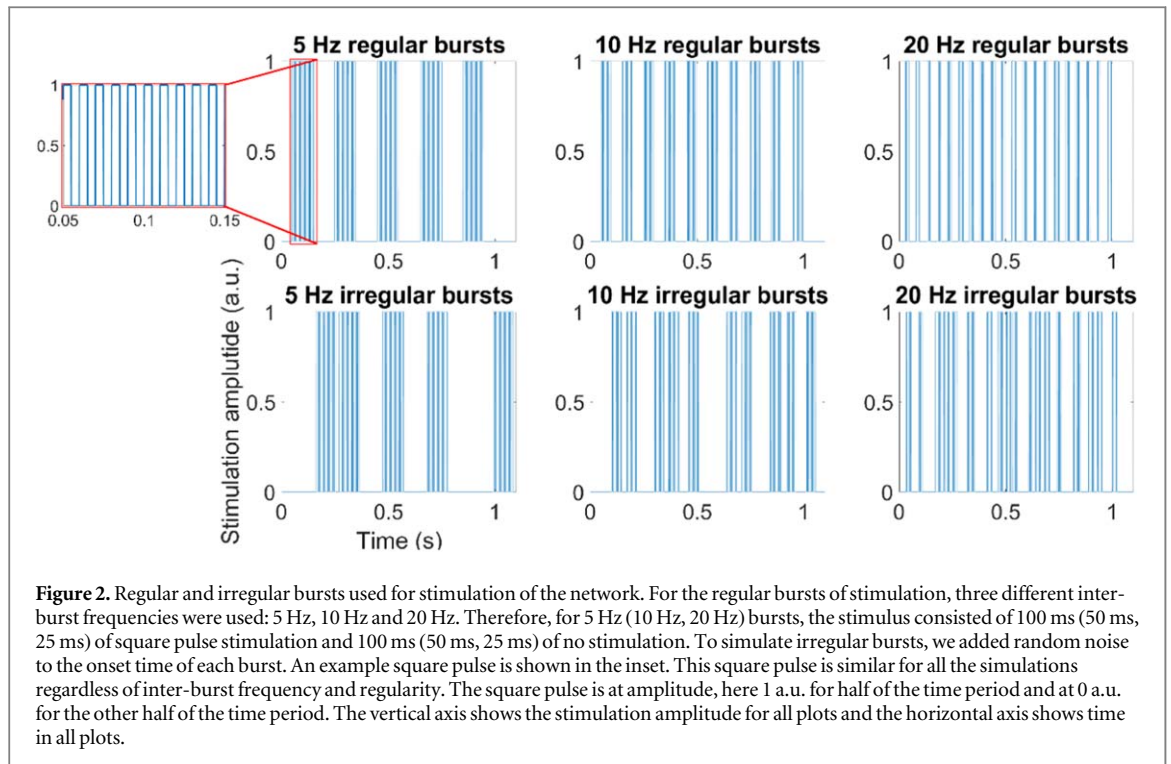 5 Hz regular bursts
10 Hz regular bursts
20 Hz regular bursts
1
0.5
0
0.05
0.1
0.15
1
0.5
0
0
0.5
1
1
0.5
0
0
0.5
1
1
0.5
0
0
0.5
1
5 Hz irregular bursts
10 Hz irregular bursts
20 Hz irregular bursts
Stimulation amplutide (a.u.)
1
0.5
0
0
0.5
1
1
0.5
0
0
0.5
1
1
0.5
0
0
0.5
1
Time (s)
Figure 2. Regular and irregular bursts used for stimulation of the network. For the regular bursts of stimulation, three different inter-
burst frequencies were used: 5 Hz, 10 Hz and 20 Hz. Therefore, for 5 Hz (10 Hz, 20 Hz) bursts, the stimulus consisted of 100 ms (50 ms,
25 ms) of square pulse stimulation and 100 ms (50 ms, 25 ms) of no stimulation. To simulate irregular bursts, we added random noise
to the onset time of each burst. An example square pulse is shown in the inset. This square pulse is similar for all the simulations
regardless of inter-burst frequency and regularity. The square pulse is at amplitude, here 1 a.u. for half of the time period and at 0 a.u.
for the other half of the time period. The vertical axis shows the stimulation amplitude for all plots and the horizontal axis shows time
in all plots.